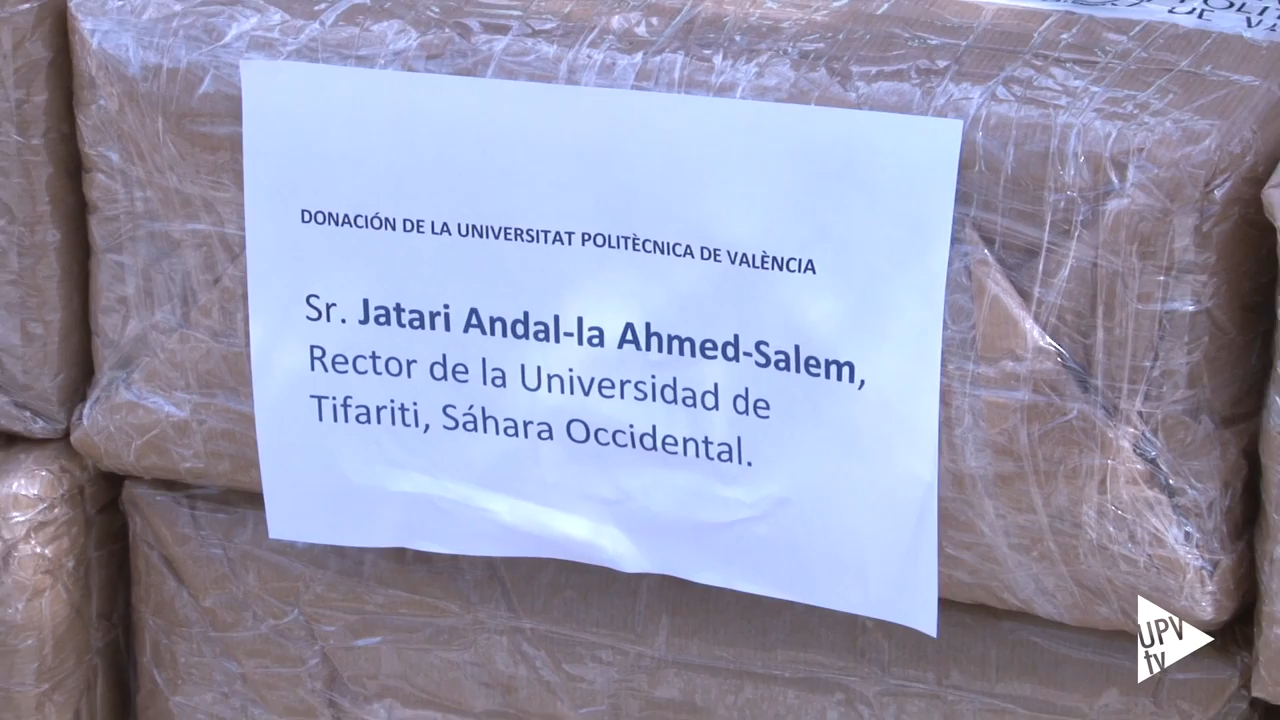 DONACIÓN DE LA UNIVERSITAT POLITÈCNICA DE VALÈNCIA
Sr. Jatari Andal-la Ahmed-Salem,
Rector de la Universidad de
Tifariti, Sáhara Occidental.
UPV
tv